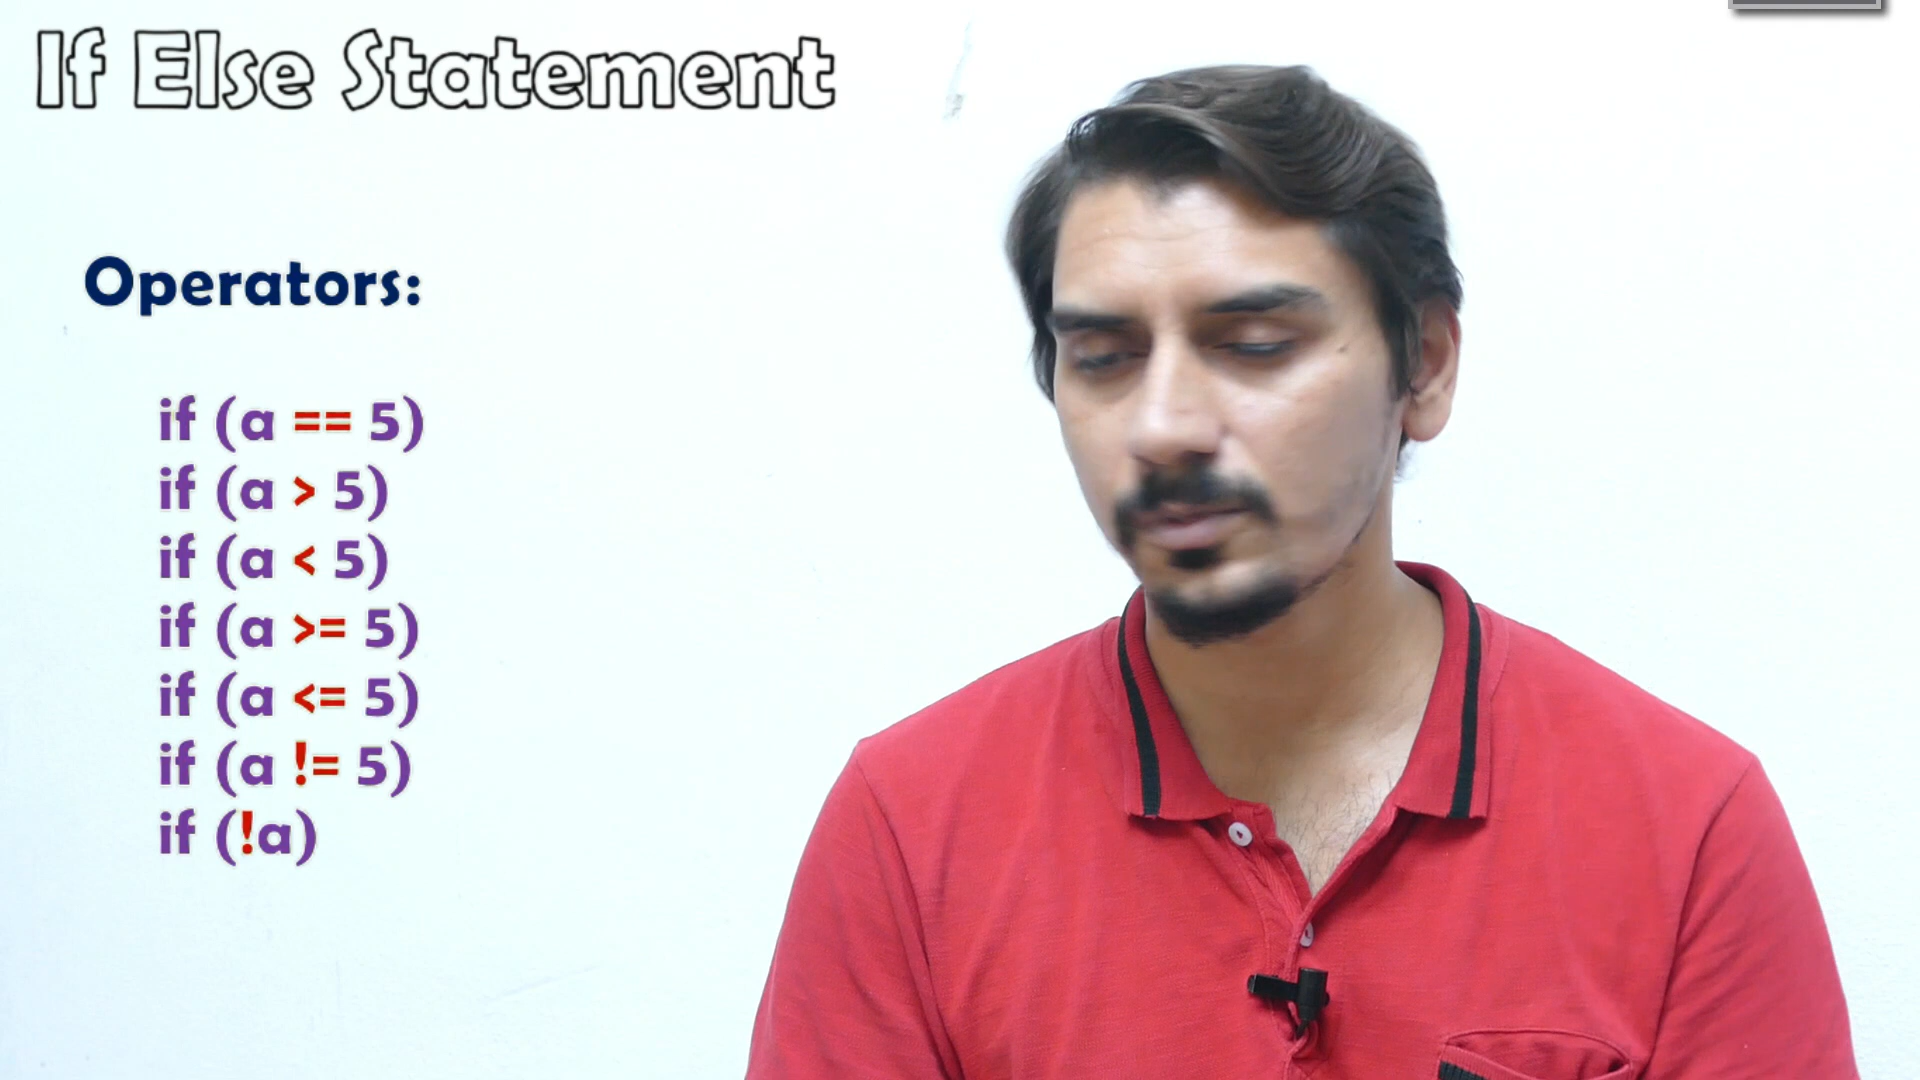 If Else Statement
Operators:
if (a == 5)
if (a > 5)
if (a < 5)
if (a >= 5)
if (a <= 5)
if (a != 5)
if (!a)